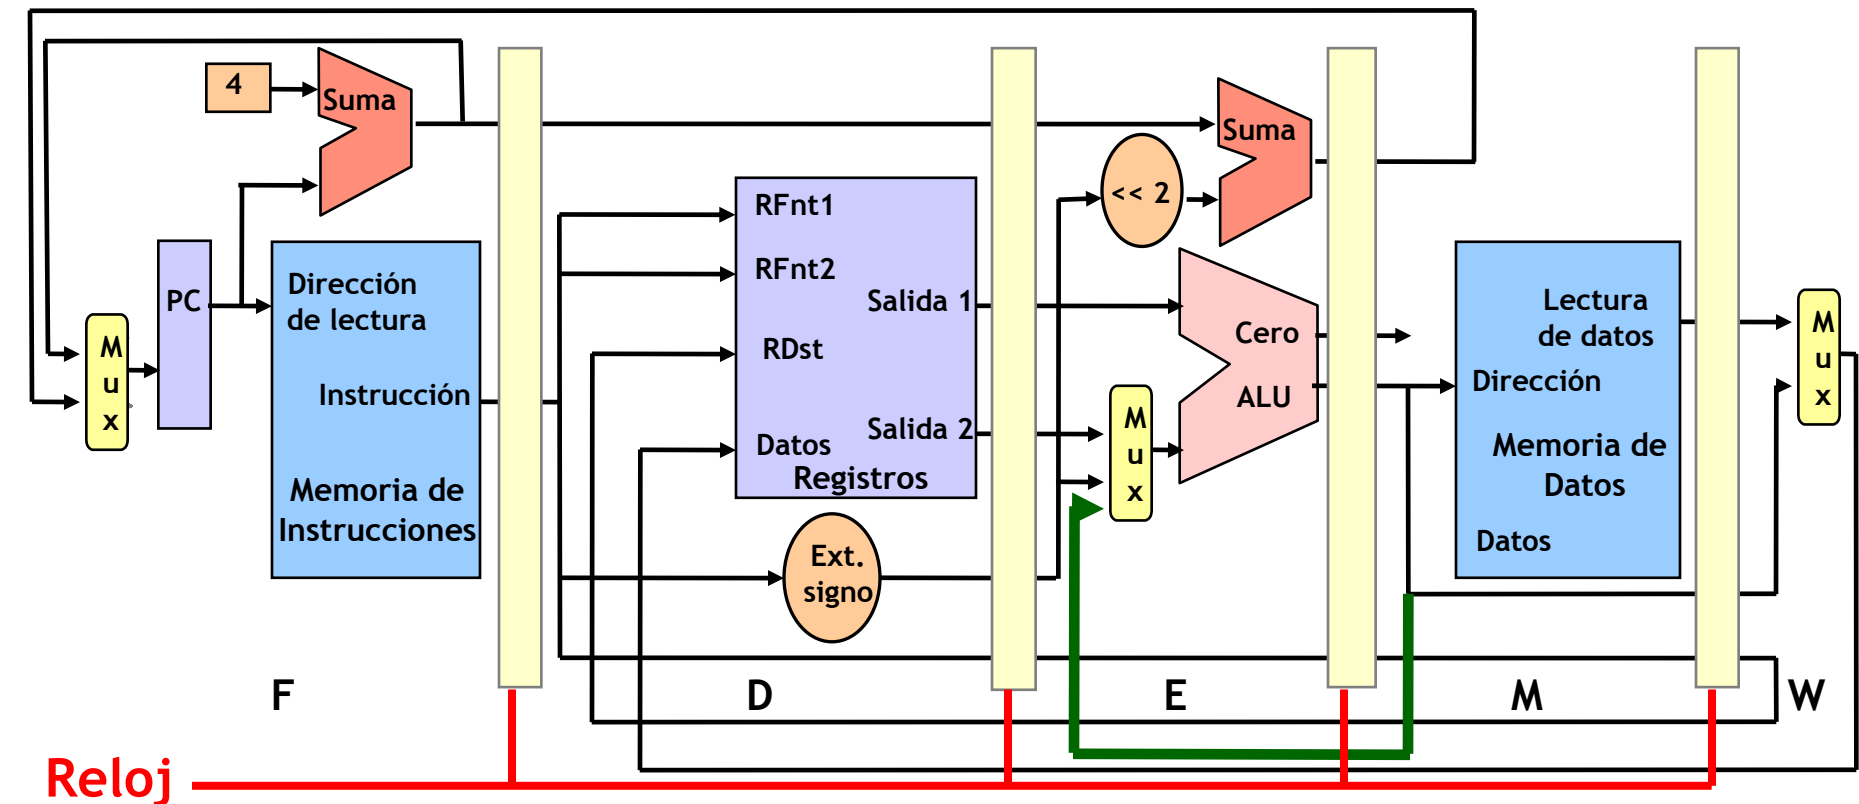 4
Suma
Suma
<< 2
RFnt1
RFnt2
Salida 1
RDst
Salida 2
Datos
Registros
PC
Dirección
de lectura
Instrucción
Memoria de
Instrucciones
M
u
x
Ext.
signo
Cero
ALU
M
u
x
Lectura
de datos
Dirección
Memoria de
Datos
Datos
M
u
x
F
D
E
M
W
Reloj